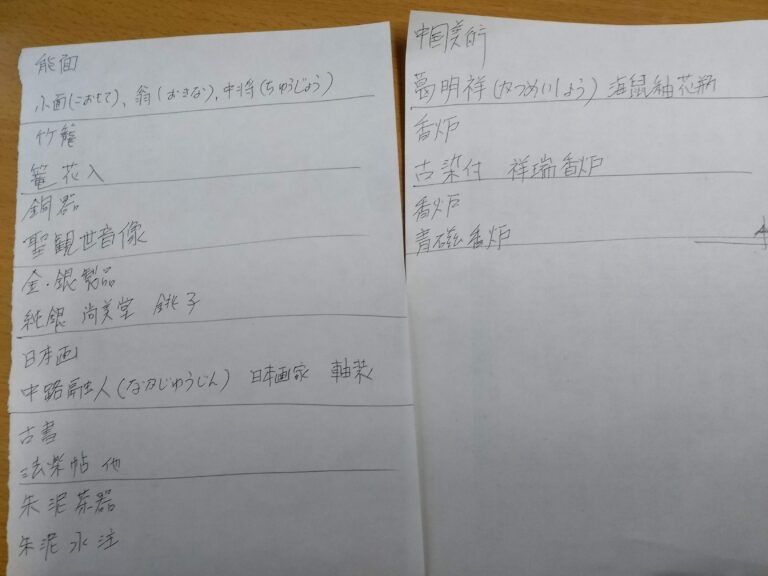 能面
小面(こおもて)、翁(おきな)、中将(ちゅうじょう)
竹籠
籠花入
銅器
聖観世音像
金・銀製品
純銀 尚美堂 銚子
日本画
中路融人(なかじゆうじん) 日本画家 軸装
古書
法楽帖 他
朱泥茶器
朱泥水注
中国美術
葛明祥(かつめいしょう) 海鼠釉花瓶
香炉
古染付 祥瑞香炉
香炉
青磁香炉